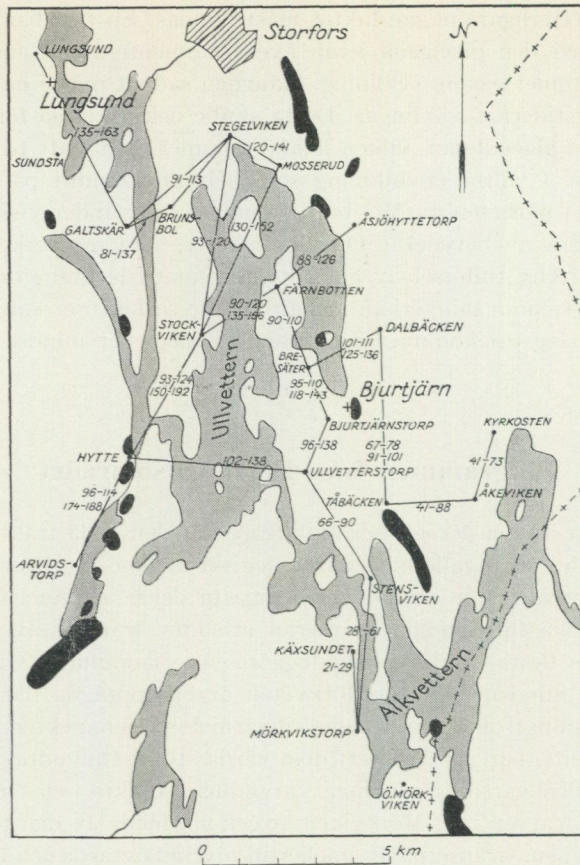 Storfors
N
LUNGSUND
Lungsund
135-163
SUNDSTA
STEGELVIKEN
120-141
MOSSERUD
91-113
BRUNS-
BOL
GALTSKÄR
81-137
93-120
130-152
ÅSJÖHYTTETORP
88-126
FÄRNBOTTEN
90-120
135-156
STOCK-
VIKEN
90-110
DALBÄCKEN
101-111
125-136
BRE-
SÄTER
Ullvettern
93-124
150-192
95-110
118-143
Bjurtjärn
BJURTJÄRNSTORP
KYRKOSTEN
HYTTE
102-138
96-138
67-78
91-101
41-73
ULLVETTERSTORP
96-114
174-188
TÅBÄCKEN
41-88
ÅKEVIKEN
66-90
ARVIDS-
TORP
STENS-
VIKEN
28-61
KÄXSUNDET
21-29
Alkvettern
MÖRKVIKSTORP
Ö.MÖRK-
VIKEN
0 5 km